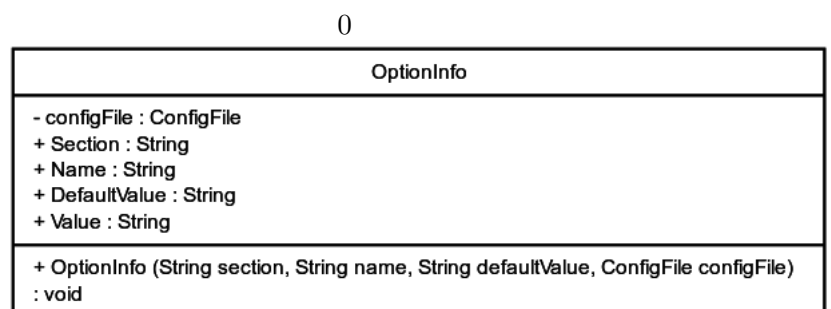 0
OptionInfo
- configFile : ConfigFile
+ Section : String
+ Name : String
+ DefaultValue : String
+ Value : String
+ OptionInfo (String section, String name, String defaultValue, ConfigFile configFile)
: void